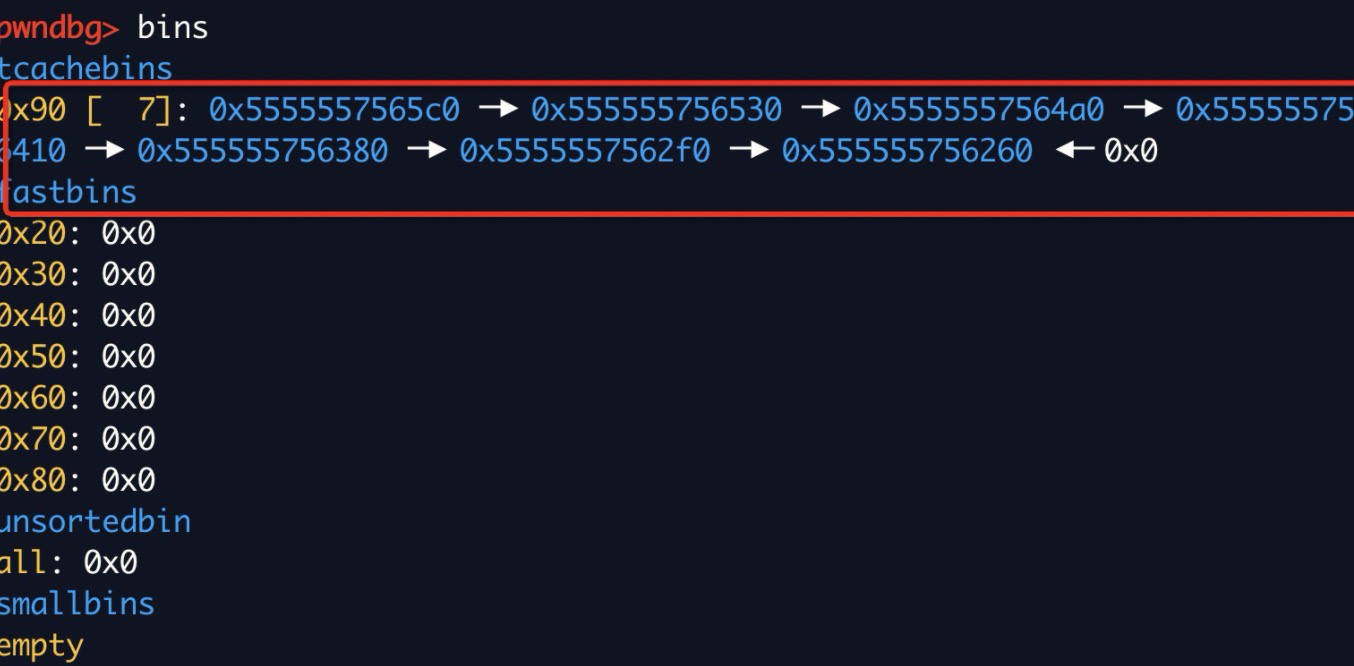 pwndbg> bins
tcachebins
0x90 [  7]: 0x5555557565c0 —▸ 0x555555756530 —▸ 0x5555557564a0 —▸ 0x55555575
6410 —▸ 0x555555756380 —▸ 0x5555557562f0 —▸ 0x555555756260 ◂— 0x0
fastbins
0x20: 0x0
0x30: 0x0
0x40: 0x0
0x50: 0x0
0x60: 0x0
0x70: 0x0
0x80: 0x0
unsortedbin
all: 0x0
smallbins
empty